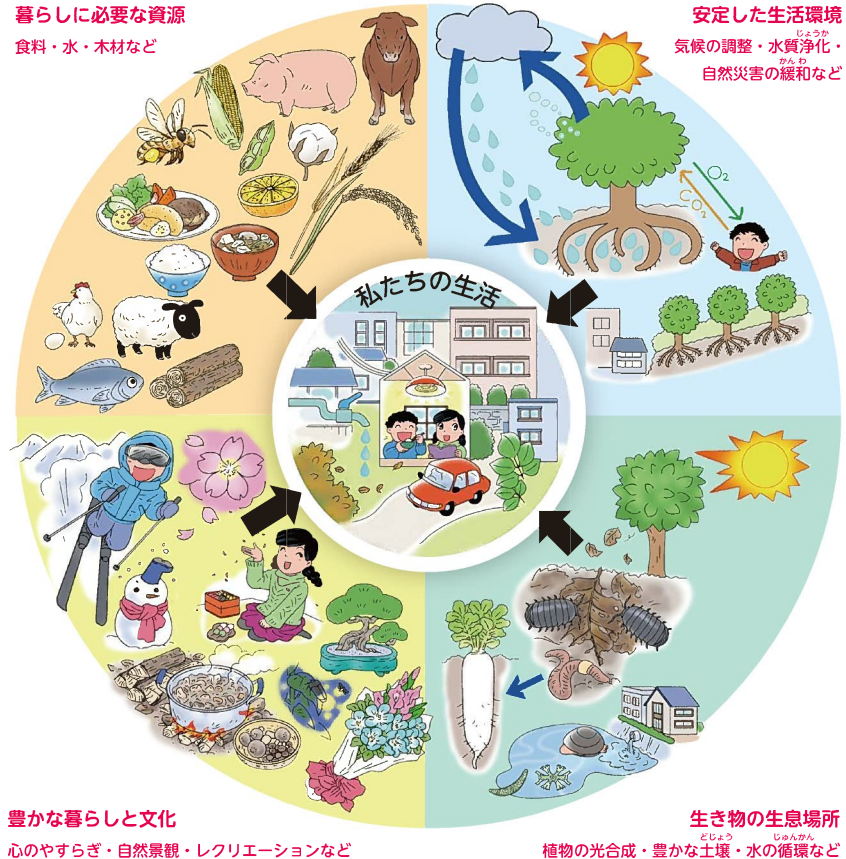 暮らしに必要な資源
食料・水・木材など
安定した生活環境
じょうか
気候の調整・水質浄化・
かんわ
自然災害の緩和など
O2
CO2
私たちの生活
豊かな暮らしと文化
心のやすらぎ・自然景観・レクリエーションなど
生き物の生息場所
どじょう じゅんかん
植物の光合成・豊かな土壌・水の循環など